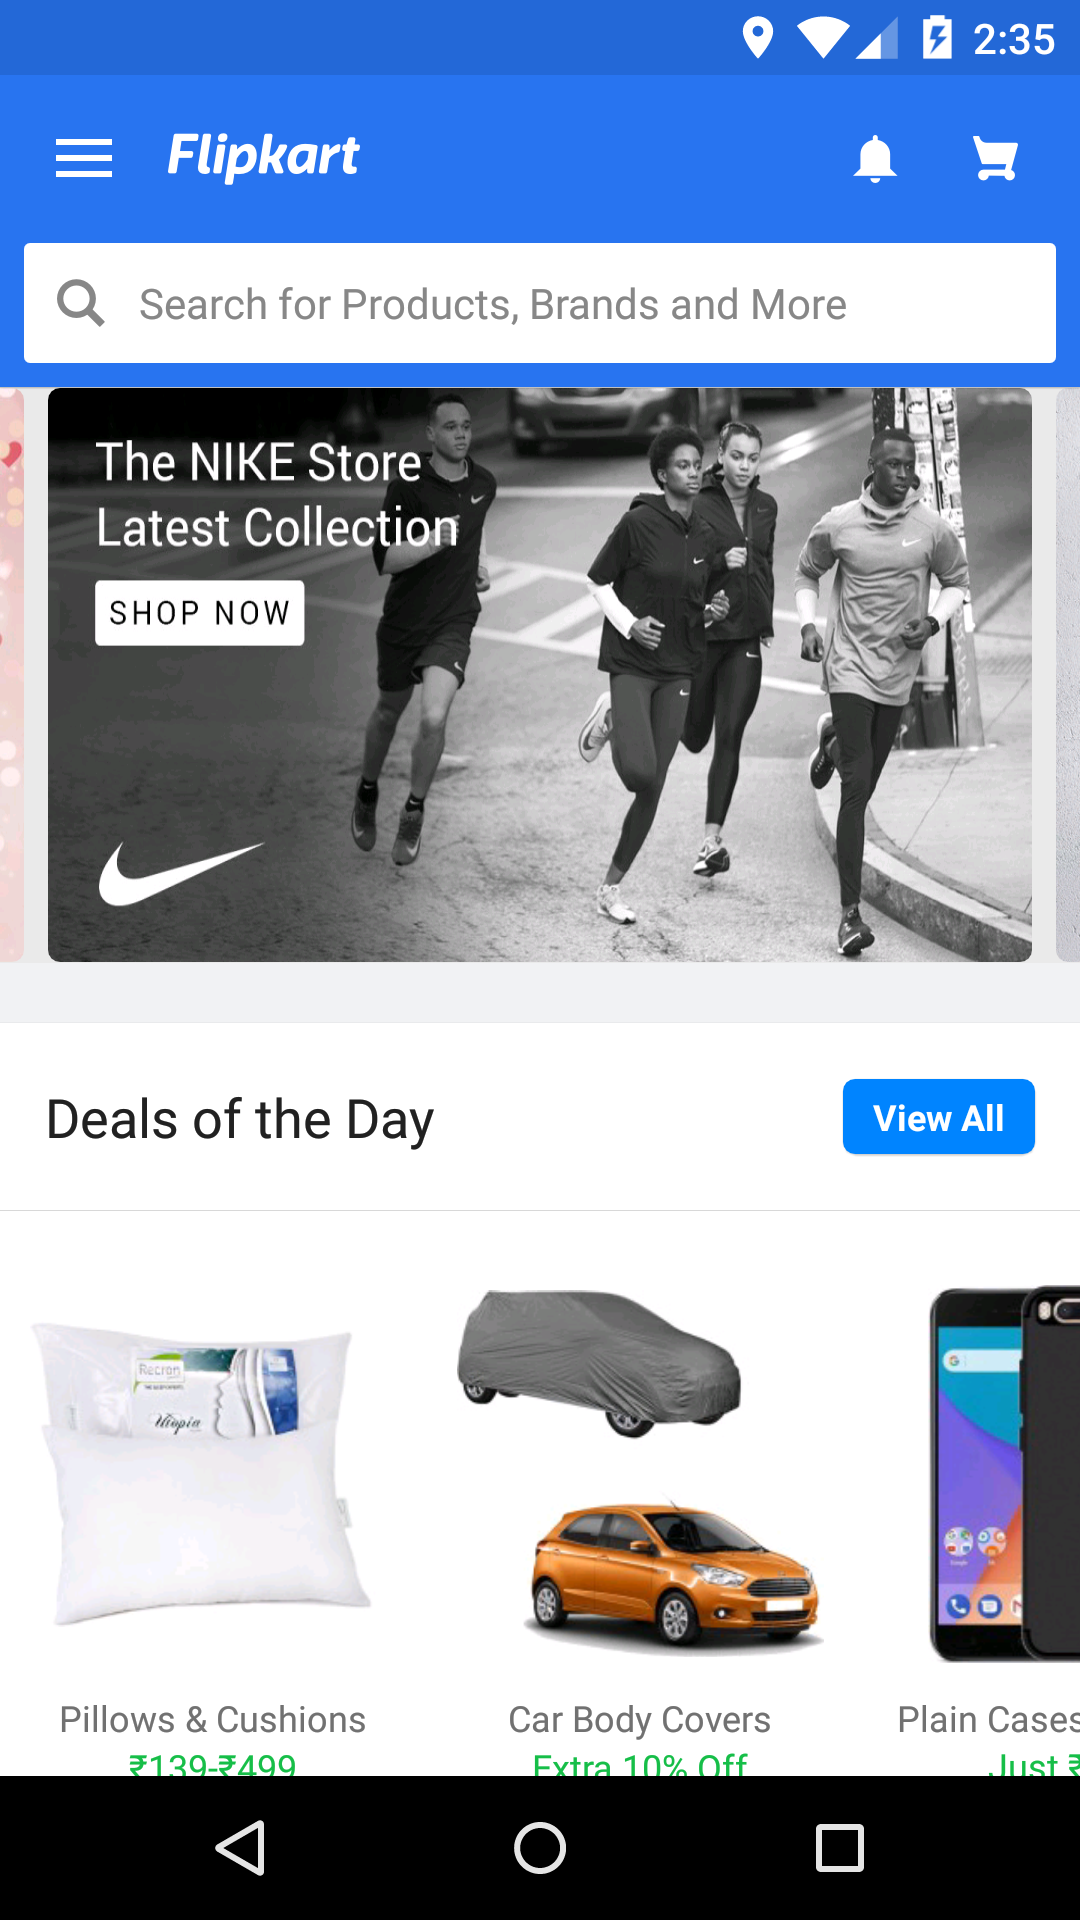 2:35
Flipkart
Search for Products, Brands and More
The NIKE Store
Latest Collection
SHOP NOW
Deals of the Day
View All
Recron
Utopia
Pillows & Cushions
Car Body Covers
Plain Cases
₹139-₹499
Extra 10% Off
Just ₹